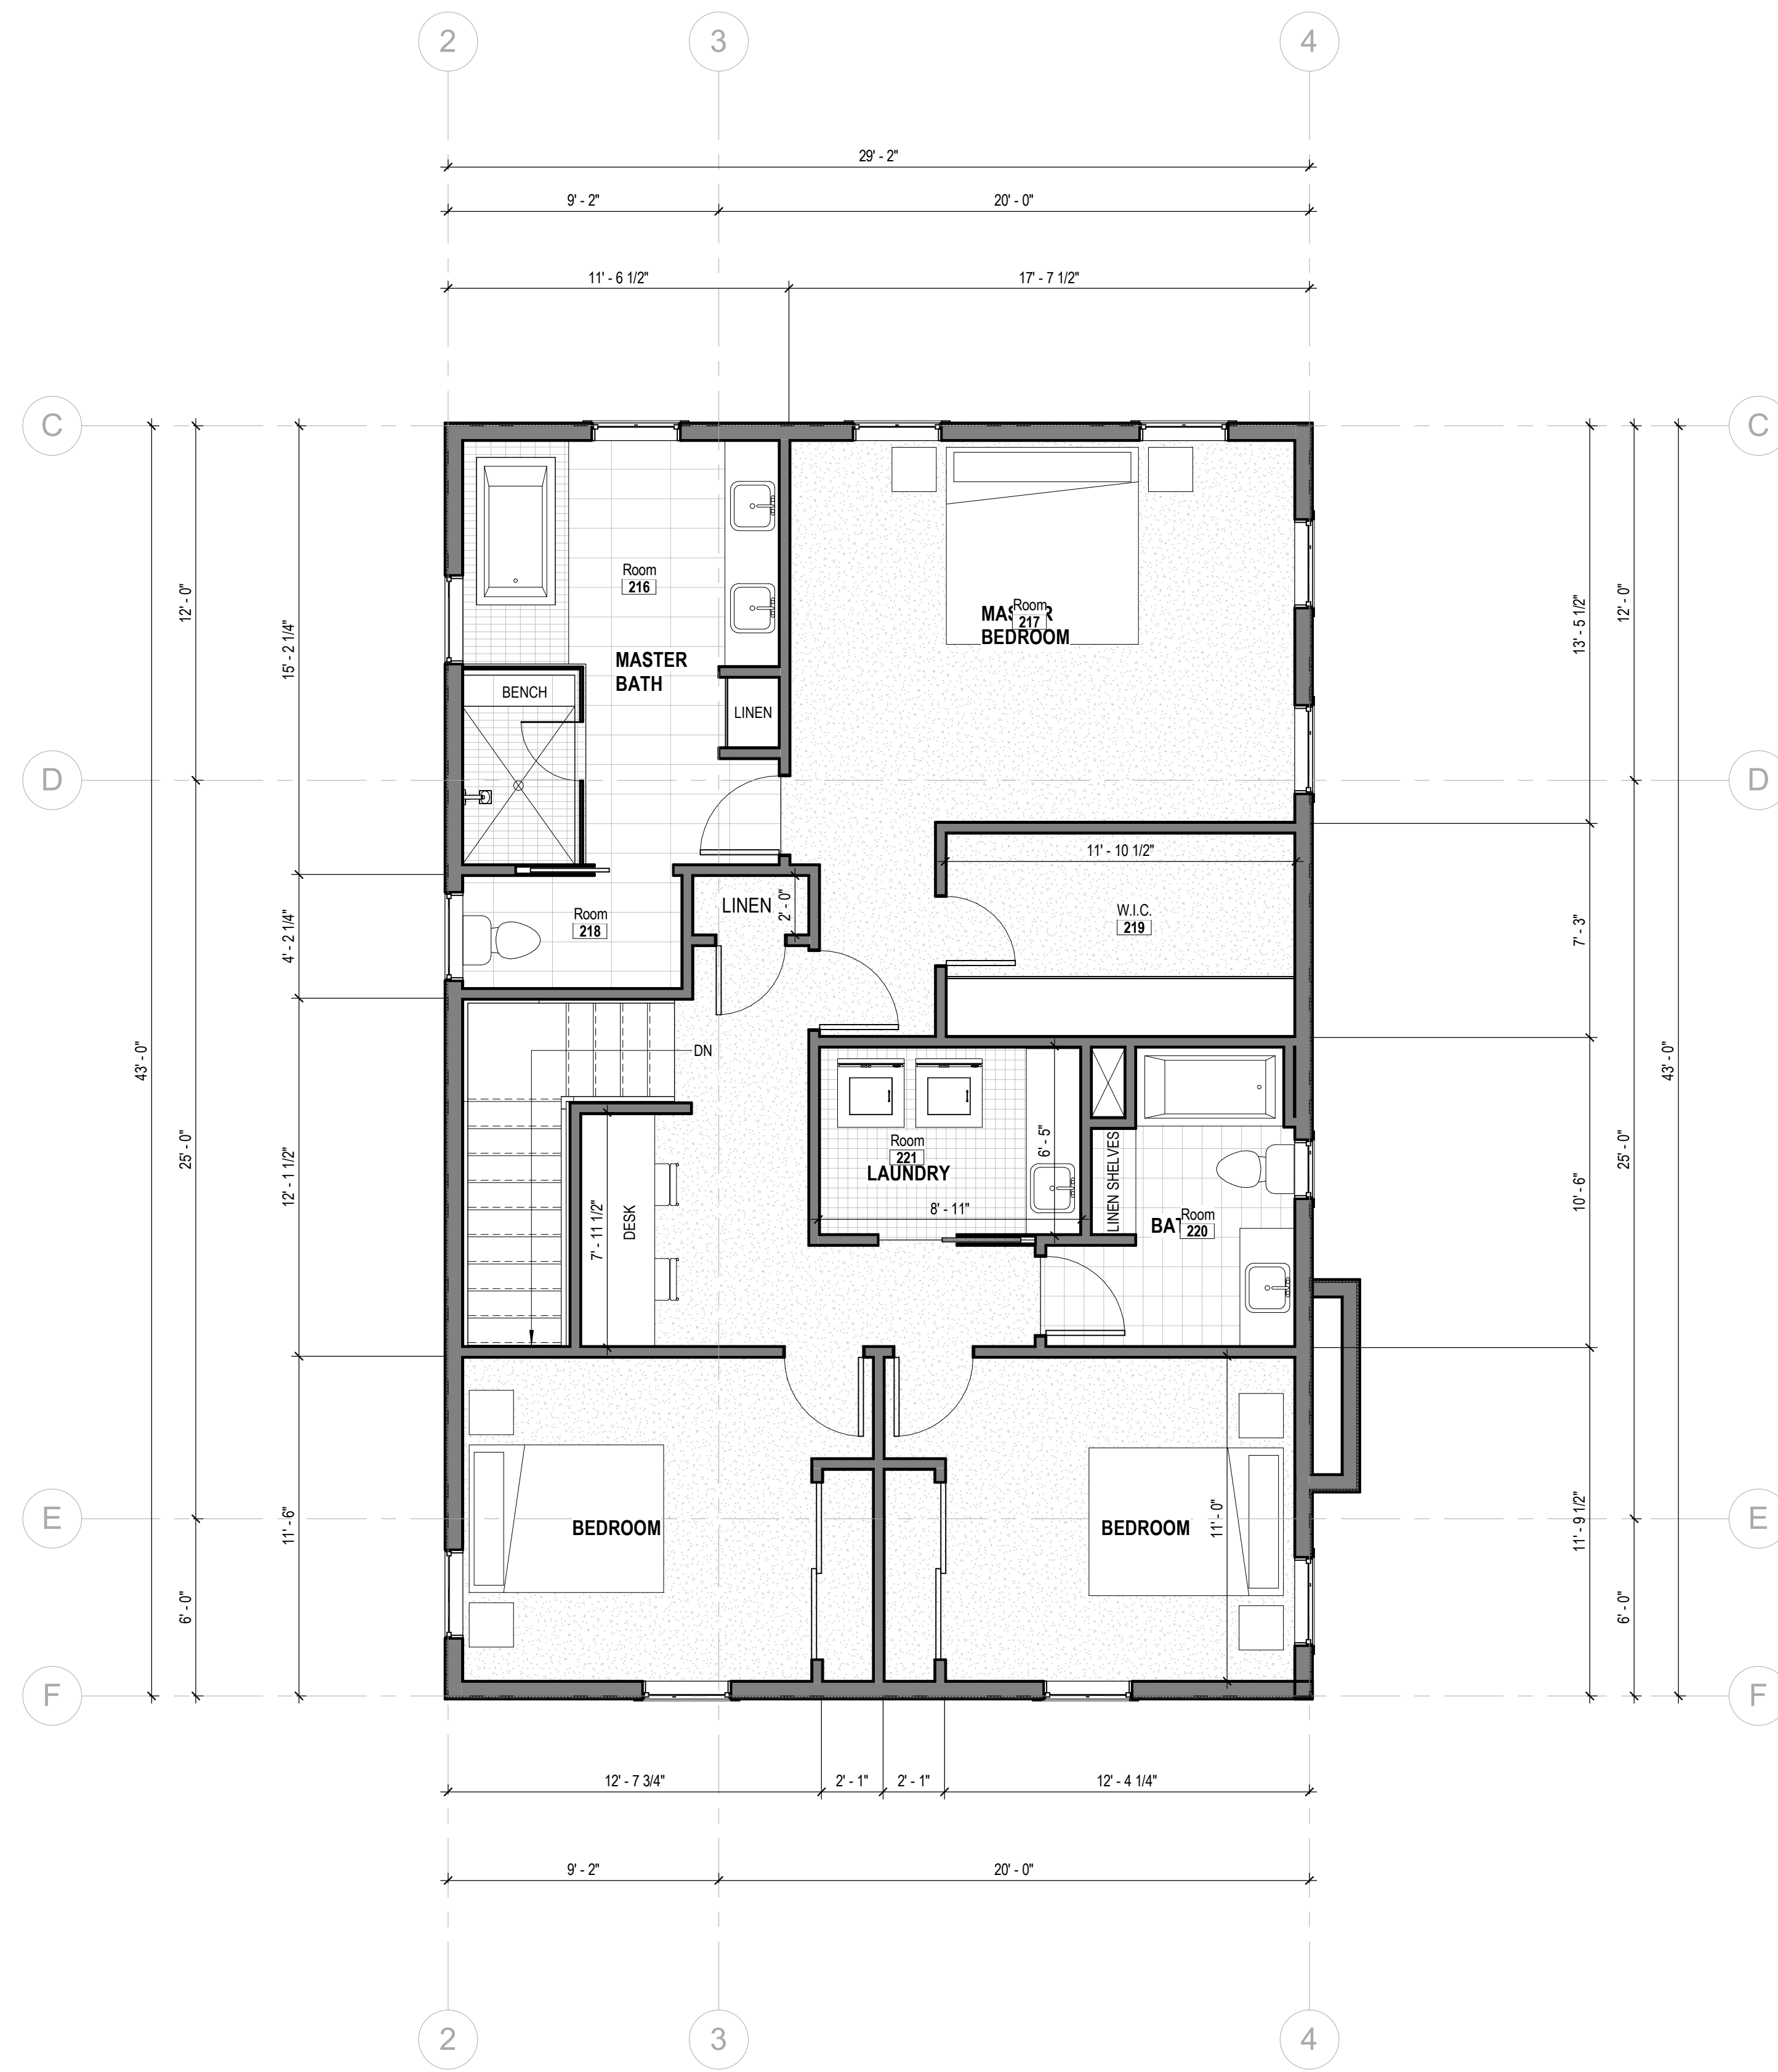 2
3
4
29' - 2"
9' - 2"
20' - 0"
11' - 6 1/2"
17' - 7 1/2"
C
C
12' - 0"
15' - 2 1/4"
Room
216
MASTER
BATH
BENCH
LINEN
Room
217
BEDROOM
13' - 5 1/2"
12' - 0"
D
D
11' - 10 1/2"
W.I.C.
219
LINEN
2' - 0"
Room
218
4' - 2 1/4"
7' - 3"
43' - 0"
25' - 0"
12' - 1 1/2"
DN
DESK
7' - 11 1/2"
Room
221
LAUNDRY
6' - 5"
8' - 11"
LINEN SHELVES
Room
220
10' - 6"
25' - 0"
43' - 0"
E
E
11' - 6"
6' - 0"
BEDROOM
BEDROOM
11' - 0"
11' - 9 1/2"
6' - 0"
F
F
12' - 7 3/4"
2' - 1"
2' - 1"
12' - 4 1/4"
9' - 2"
20' - 0"
2
3
4